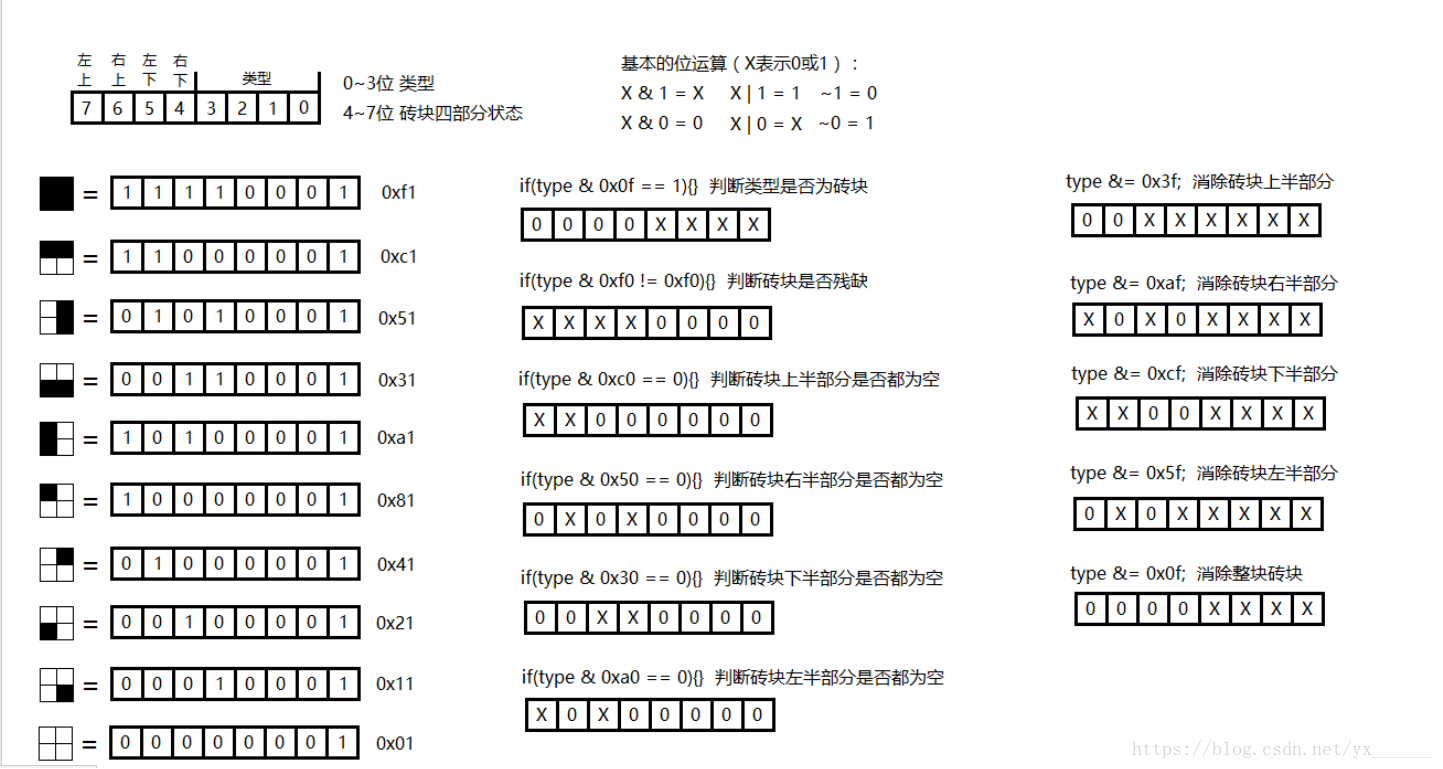 左上 右上 左下 右下 类型
7 6 5 4 3 2 1 0
0~3位 类型
4~7位 砖块四部分状态
基本的位运算（X表示0或1）：
X & 1 = X X | 1 = 1 ~1 = 0
X & 0 = 0 X | 0 = X ~0 = 1
= 1 1 1 1 0 0 0 1 0xf1
= 1 1 0 0 0 0 0 1 0xc1
= 0 1 0 1 0 0 0 1 0x51
= 0 0 1 1 0 0 0 1 0x31
= 1 0 1 0 0 0 0 1 0xa1
= 1 0 0 0 0 0 0 1 0x81
= 0 1 0 0 0 0 0 1 0x41
= 0 0 1 0 0 0 0 1 0x21
= 0 0 0 1 0 0 0 1 0x11
= 0 0 0 0 0 0 0 1 0x01
if(type & 0x0f == 1){} 判断类型是否为砖块
0 0 0 0 X X X X
if(type & 0xf0 != 0xf0){} 判断砖块是否残缺
X X X X 0 0 0 0
if(type & 0xc0 == 0){} 判断砖块上半部分是否都为空
X X 0 0 0 0 0 0
if(type & 0x50 == 0){} 判断砖块右半部分是否都为空
0 X 0 X 0 0 0 0
if(type & 0x30 == 0){} 判断砖块下半部分是否都为空
0 0 X X 0 0 0 0
if(type & 0xa0 == 0){} 判断砖块左半部分是否都为空
X 0 X 0 0 0 0 0
type &= 0x3f; 消除砖块上半部分
0 0 X X X X X X
type &= 0xaf; 消除砖块右半部分
X 0 X 0 X X X X
type &= 0xcf; 消除砖块下半部分
X X 0 0 X X X X
type &= 0x5f; 消除砖块左半部分
0 X 0 X X X X X
type &= 0x0f; 消除整块砖块
0 0 0 0 X X X X
https://blog.csdn.net/yx______